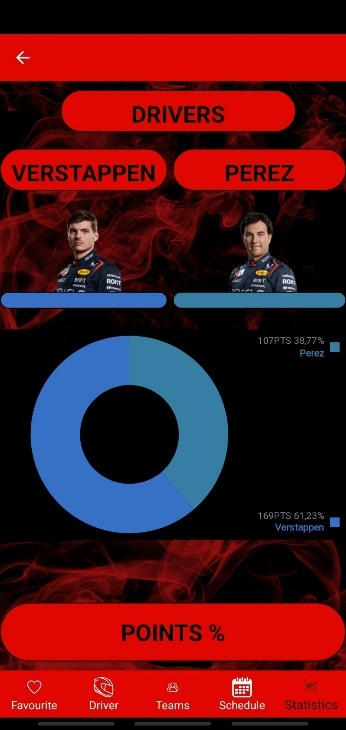 DRIVERS
VERSTAPPEN PEREZ
107PTS 38,77%
Perez
169PTS 61,23%
Verstappen
POINTS %
Favourite Driver Teams Schedule Statistics